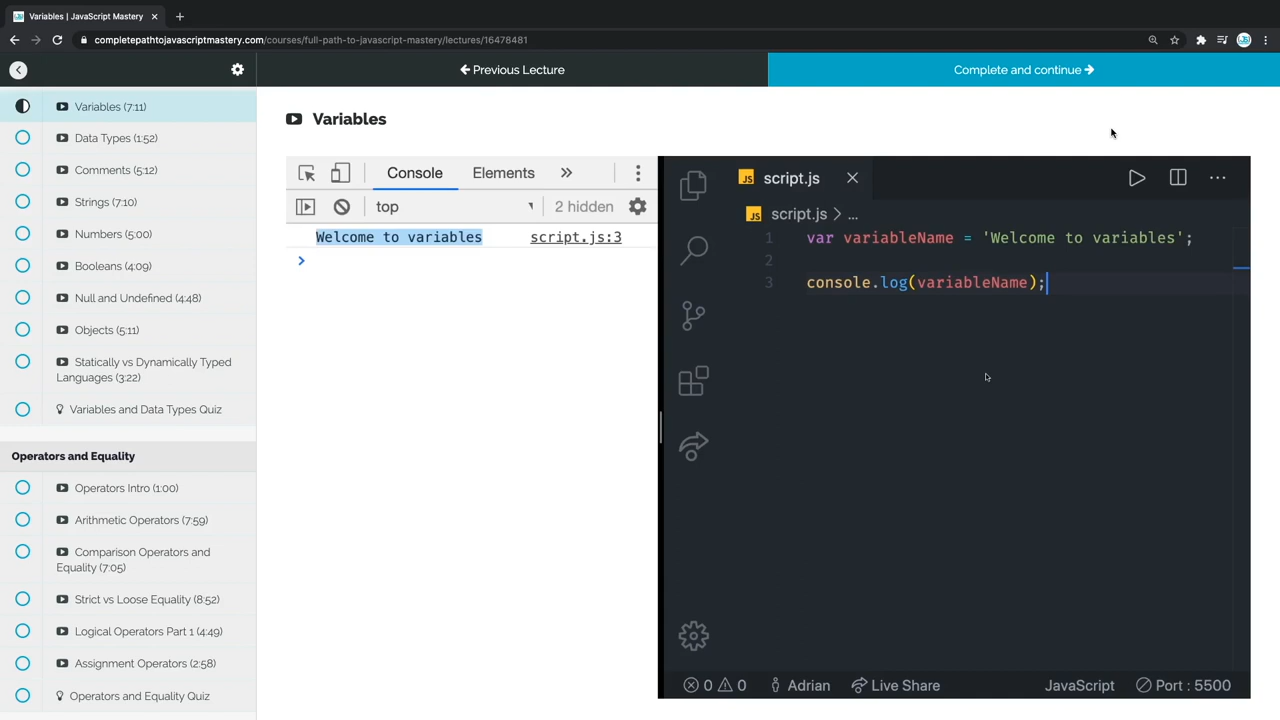 Variables | JavaScript Mastery
completepathtojavascriptmastery.com/courses/full-path-to-javascript-mastery/lectures/16478481
Previous Lecture
Complete and continue
Variables (7:11)
Data Types (1:52)
Comments (5:12)
Strings (7:10)
Numbers (5:00)
Booleans (4:09)
Null and Undefined (4:48)
Objects (5:11)
Statically vs Dynamically Typed
Languages (3:22)
Variables and Data Types Quiz
Operators and Equality
Operators Intro (1:00)
Arithmetic Operators (7:59)
Comparison Operators and
Equality (7:05)
Strict vs Loose Equality (8:52)
Logical Operators Part 1 (4:49)
Assignment Operators (2:58)
Operators and Equality Quiz
Variables
Console Elements
top 2 hidden
Welcome to variables script.js:3
JS script.js
JS script.js > ...
1 var variableName = 'Welcome to variables';
2
3 console.log(variableName);
0 0 Adrian Live Share JavaScript Port : 5500